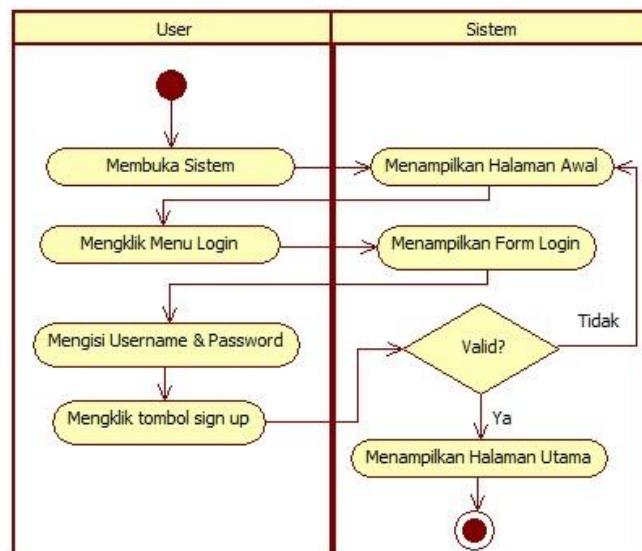 User
Sistem
Membuka Sistem
Menampilkan Halaman Awal
Mengklik Menu Login
Menampilkan Form Login
Mengisi Username & Password
Valid?
Tidak
Mengklik tombol sign up
Ya
Menampilkan Halaman Utama